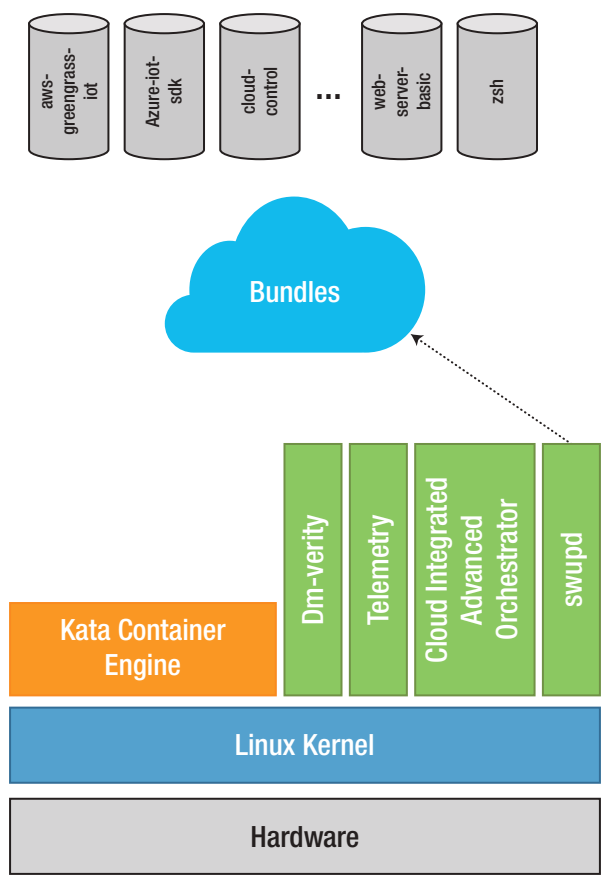 aws-
greengrass-
iot
Azure-iot-
sdk
cloud-
control
...
web-
server-
basic
zsh
Bundles
Dm-verity
Telemetry
Cloud Integrated
Advanced
Orchestrator
swupd
Kata Container
Engine
Linux Kernel
Hardware